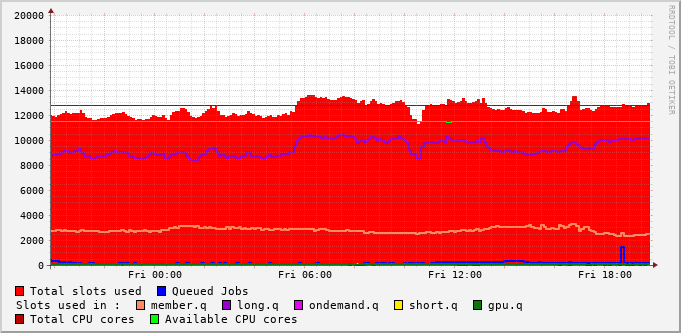 20000
18000
16000
14000
12000
10000
8000
6000
4000
2000
0
Fri 00:00 Fri 06:00 Fri 12:00 Fri 18:00
Total slots used Queued Jobs
Slots used in : member.q long.q ondemand.q short.q gpu.q
Total CPU cores Available CPU cores
RRDTOOL / TOBI OETIKER